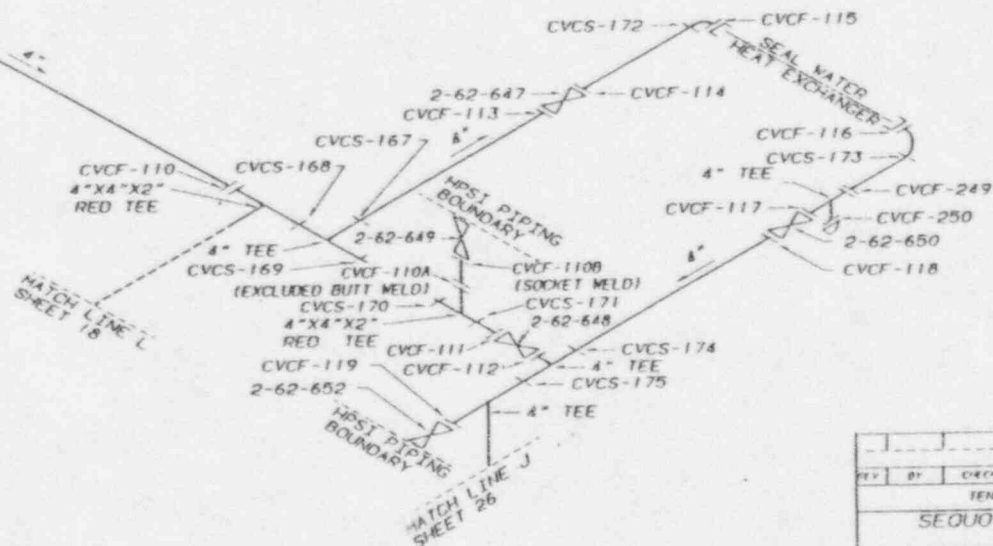 CVCS-172
CVCF-115
SEAL WATER
HEAT EXCHANGER
4"
2-62-647
CVCF-114
CVCF-113
CVCS-167
CVCS-168
CVCF-110
4"X4"X2"
RED TEE
4"
CVCF-116
CVCS-173
4" TEE
CVCF-249
CVCF-117
CVCF-250
2-62-650
CVCF-118
HPSI PIPING
BOUNDARY
2-62-649
4" TEE
CVCS-169
CVCF-110A
(EXCLUDED BUTT WELD)
CVCF-110B
(SOCKET WELD)
4"
MATCH LINE L
SHEET 18
CVCS-170
CVCS-171
4"X4"X2"
RED TEE
2-62-648
CVCF-111
CVCF-112
CVCS-174
4" TEE
CVCS-175
CVCF-119
2-62-652
4" TEE
HPSI PIPING
BOUNDARY
MATCH LINE J
SHEET 26
REV
BY
TEN
SEQUO